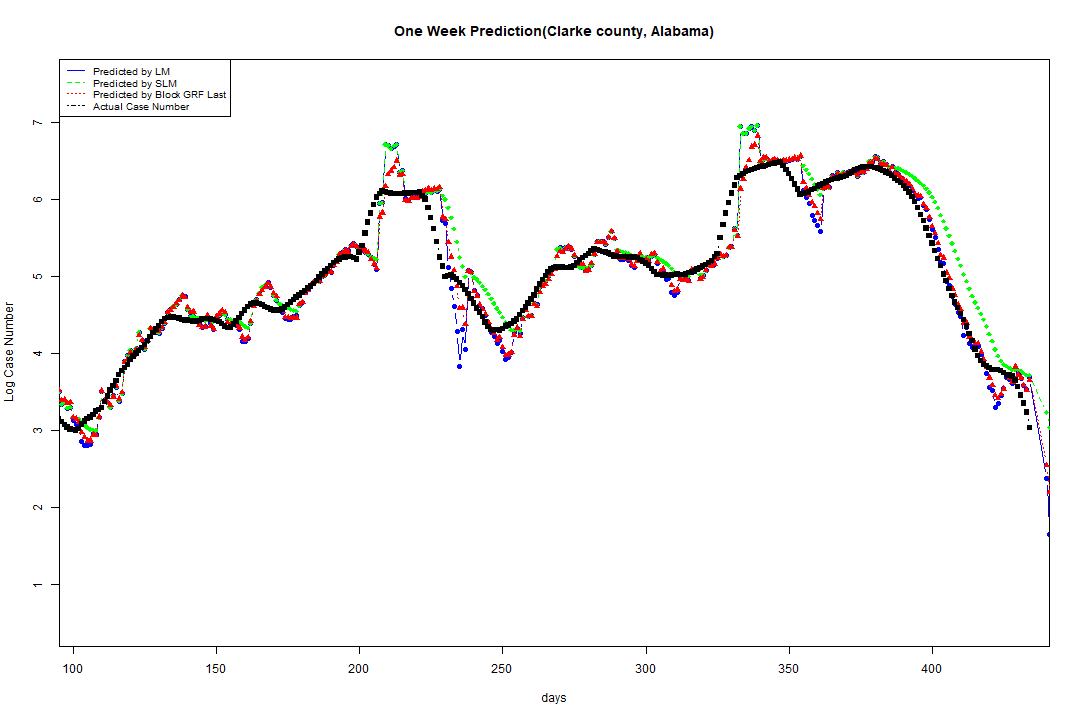 One Week Prediction(Clarke county, Alabama)
Predicted by LM
Predicted by SLM
Predicted by Block GRF Last
Actual Case Number
Log Case Number
7
6
5
4
3
2
1
100 150 200 250 300 350 400
days